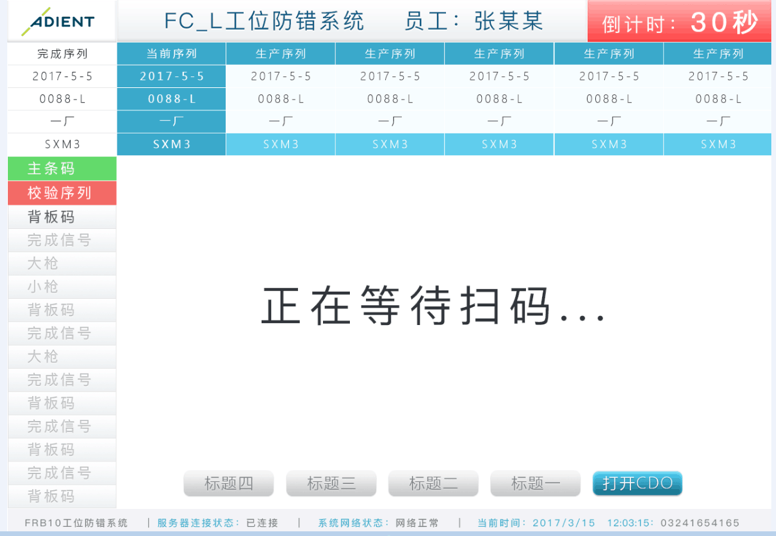 ADIENT
FC_L工位防错系统 员工：张某某
倒计时：30秒
完成序列 当前序列 生产序列 生产序列 生产序列 生产序列 生产序列
2017-5-5 2017-5-5 2017-5-5 2017-5-5 2017-5-5 2017-5-5 2017-5-5
0088-L 0088-L 0088-L 0088-L 0088-L 0088-L 0088-L
一厂 一厂 一厂 一厂 一厂 一厂 一厂
SXM3 SXM3 SXM3 SXM3 SXM3 SXM3 SXM3
主条码
校验序列
背板码
完成信号
大枪
小枪
背板码
完成信号
大枪
完成信号
背板码
完成信号
背板码
完成信号
背板码
正在等待扫码...
标题四 标题三 标题二 标题一 打开CDO
FRB10工位防错系统 | 服务器连接状态：已连接 | 系统网络状态：网络正常 | 当前时间：2017/3/15 12:03:15：03241654165